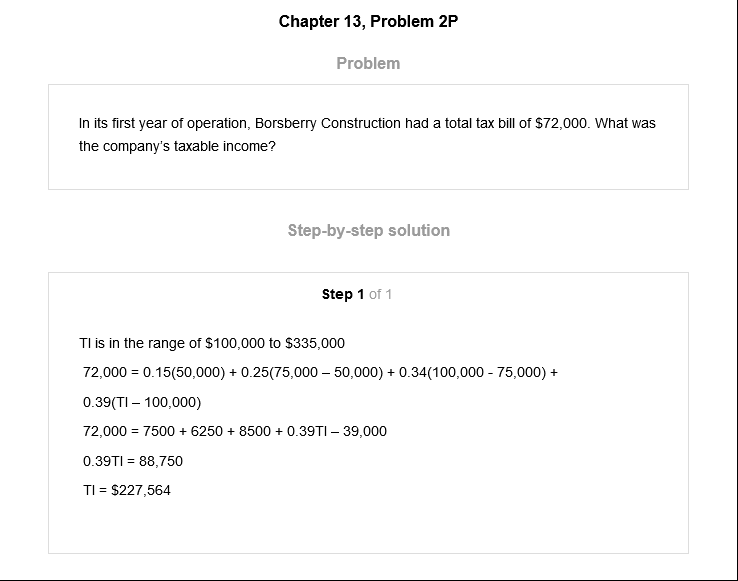 Chapter 13, Problem 2P
Problem
In its first year of operation, Borsberry Construction had a total tax bill of $72,000. What was
the company’s taxable income?
Step-by-step solution
Step 1 of 1
TI is in the range of $100,000 to $335,000
72,000 = 0.15(50,000) + 0.25(75,000 – 50,000) + 0.34(100,000 - 75,000) +
0.39(TI – 100,000)
72,000 = 7500 + 6250 + 8500 + 0.39TI – 39,000
0.39TI = 88,750
TI = $227,564